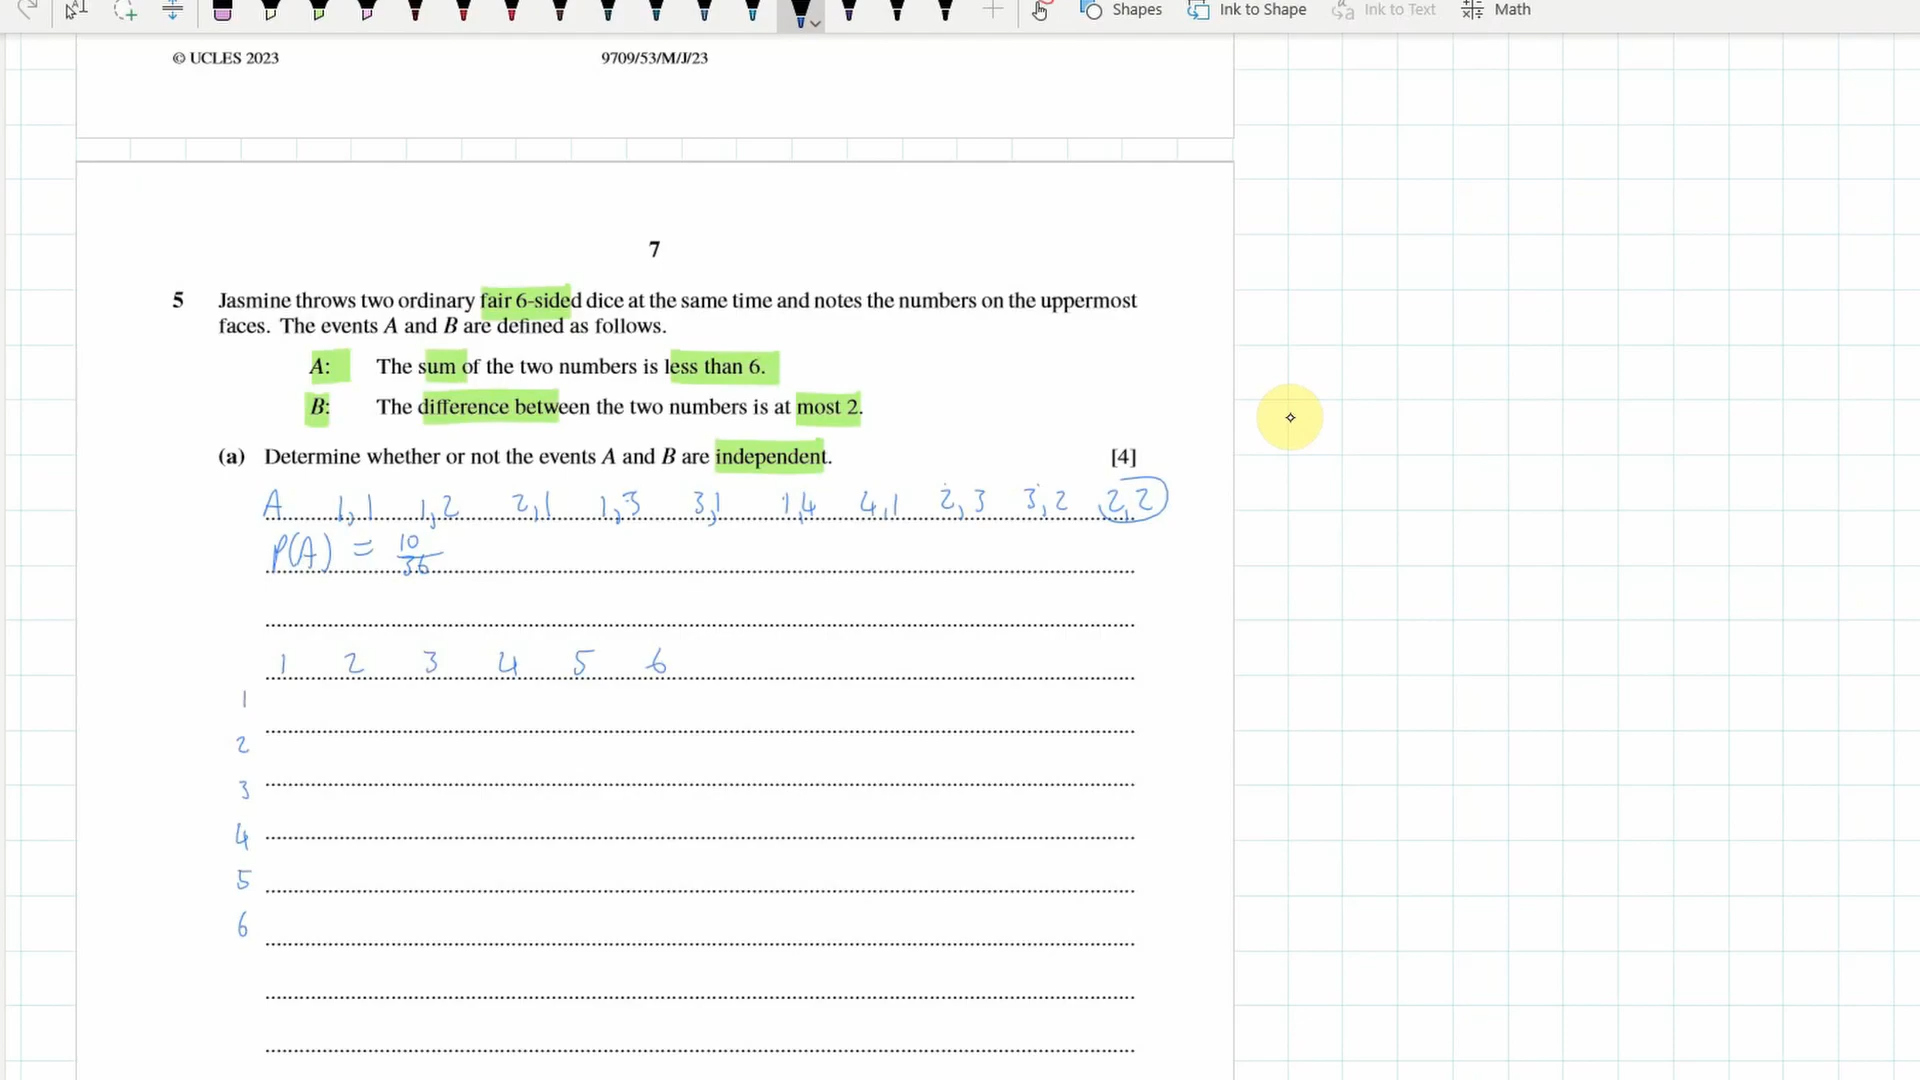 Shapes Ink to Shape Ink to Text Math
© UCLES 2023 9709/53/M/J/23
7
5 Jasmine throws two ordinary fair 6-sided dice at the same time and notes the numbers on the uppermost
faces. The events A and B are defined as follows.
A: The sum of the two numbers is less than 6.
B: The difference between the two numbers is at most 2.
(a) Determine whether or not the events A and B are independent. [4]
A 1,1 1,2 2,1 1,3 3,1 1,4 4,1 2,3 3,2 2,2
P(A) = 10/36
1 2 3 4 5 6
1
2
3
4
5
6